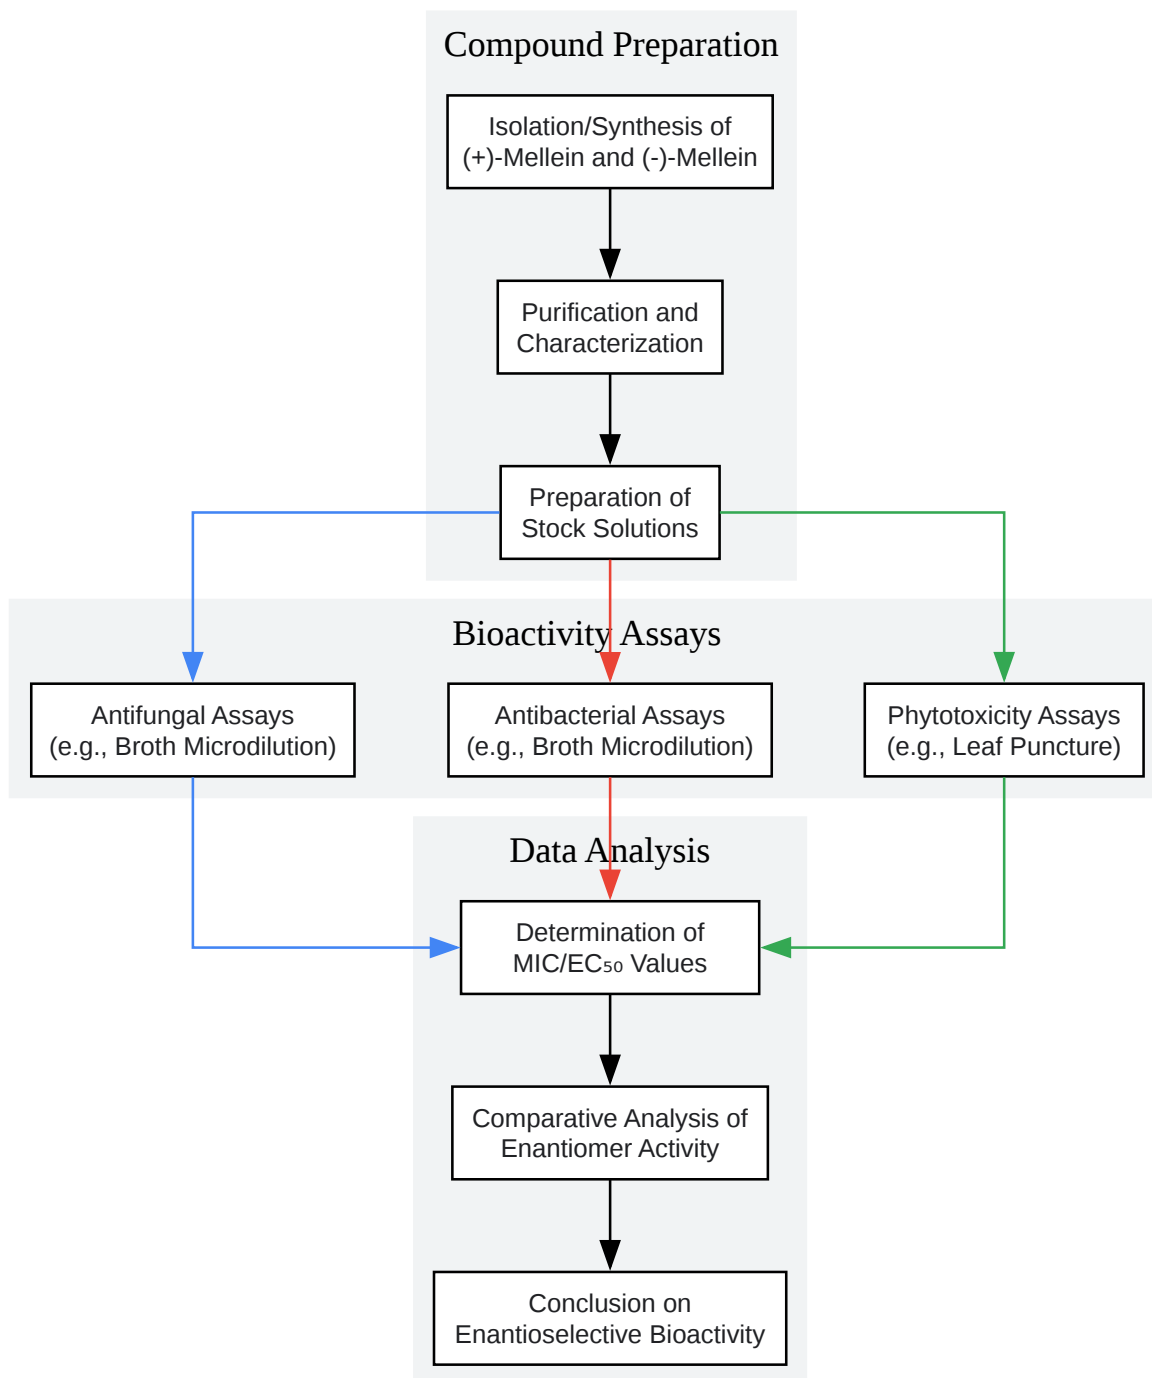 Compound Preparation
Isolation/Synthesis of
(+)-Mellein and (-)-Mellein
Purification and
Characterization
Preparation of
Stock Solutions
Bioactivity Assays
Antifungal Assays
(e.g., Broth Microdilution)
Antibacterial Assays
(e.g., Broth Microdilution)
Phytotoxicity Assays
(e.g., Leaf Puncture)
Data Analysis
Determination of
MIC/EC₅₀ Values
Comparative Analysis of
Enantiomer Activity
Conclusion on
Enantioselective Bioactivity